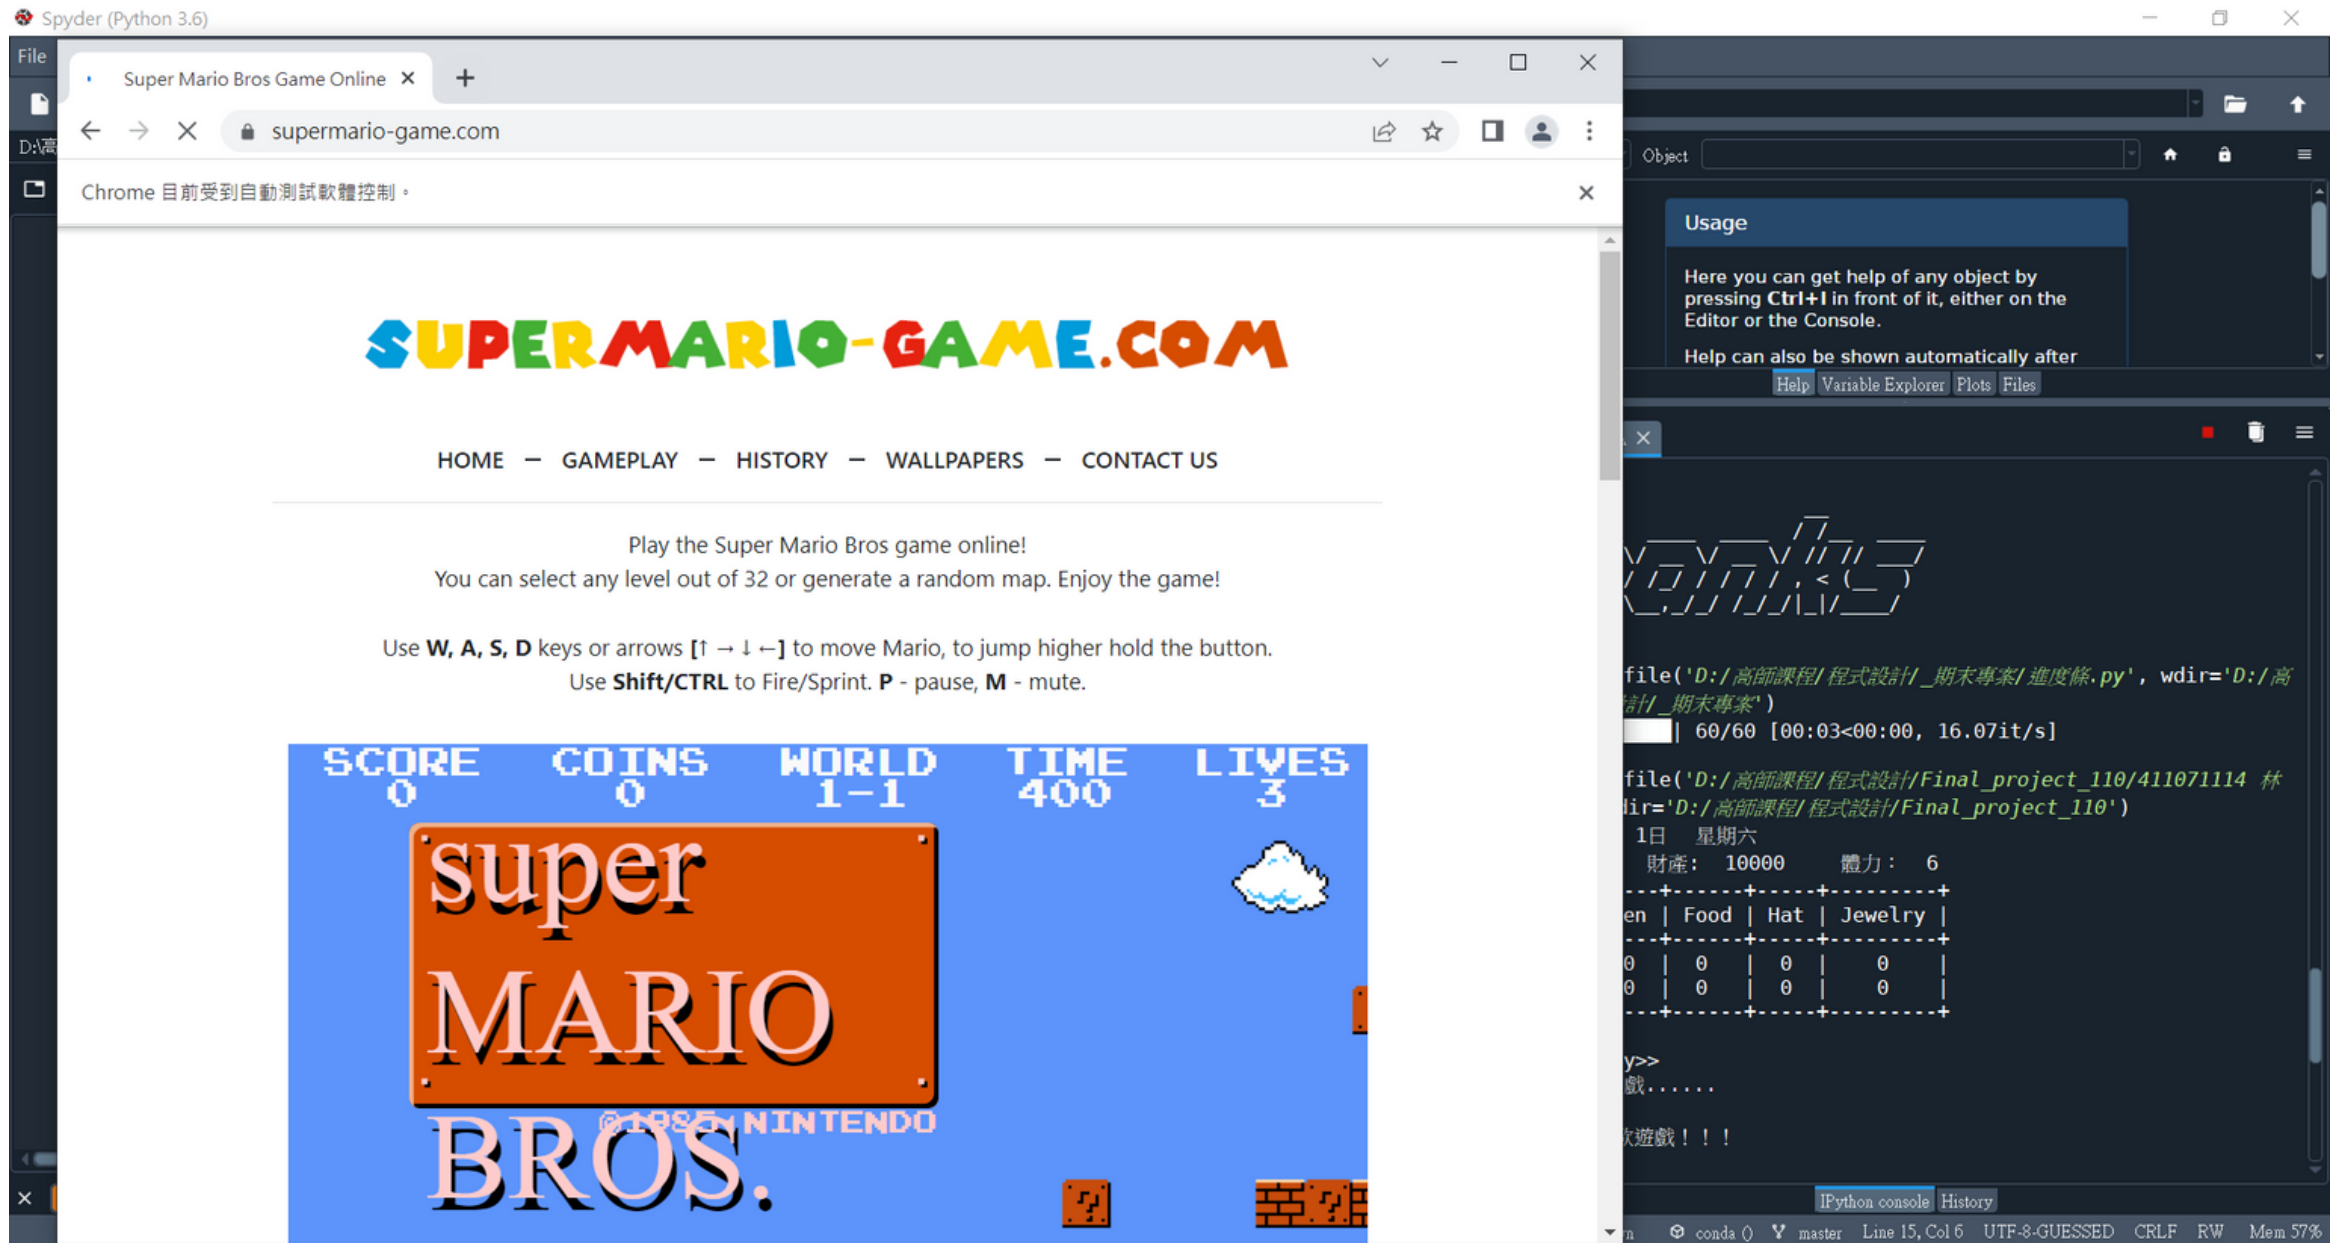 Spyder (Python 3.6)
File
Super Mario Bros Game Online
supermario-game.com
D:\高
Object
Chrome 目前受到自動測試軟體控制。
Usage
Here you can get help of any object by
pressing Ctrl+I in front of it, either on the
Editor or the Console.
Help can also be shown automatically after
Help Variable Explorer Plots Files
SUPERMARIO-GAME.COM
HOME — GAMEPLAY — HISTORY — WALLPAPERS — CONTACT US
Play the Super Mario Bros game online!
You can select any level out of 32 or generate a random map. Enjoy the game!
Use W, A, S, D keys or arrows [↑ → ↓ ←] to move Mario, to jump higher hold the button.
Use Shift/CTRL to Fire/Sprint. P - pause, M - mute.
SCORE COINS WORLD TIME LIVES
0 0 1-1 400 3
super
MARIO
BROS.
©1985 NINTENDO
file('D:/高師課程/程式設計/_期末專案/進度條.py', wdir='D:/高
計/_期末專案')
| 60/60 [00:03<00:00, 16.07it/s]
file('D:/高師課程/程式設計/Final_project_110/411071114 林
dir='D:/高師課程/程式設計/Final_project_110')
1日 星期六
財產: 10000 體力: 6
---+------+-----+---------+
en | Food | Hat | Jewelry |
---+------+-----+---------+
0 | 0 | 0 | 0 |
0 | 0 | 0 | 0 |
---+------+-----+---------+
y>>
戲......
遊戲！！！
IPython console History
conda () master Line 15, Col 6 UTF-8-GUESSED CRLF RW Mem 57%